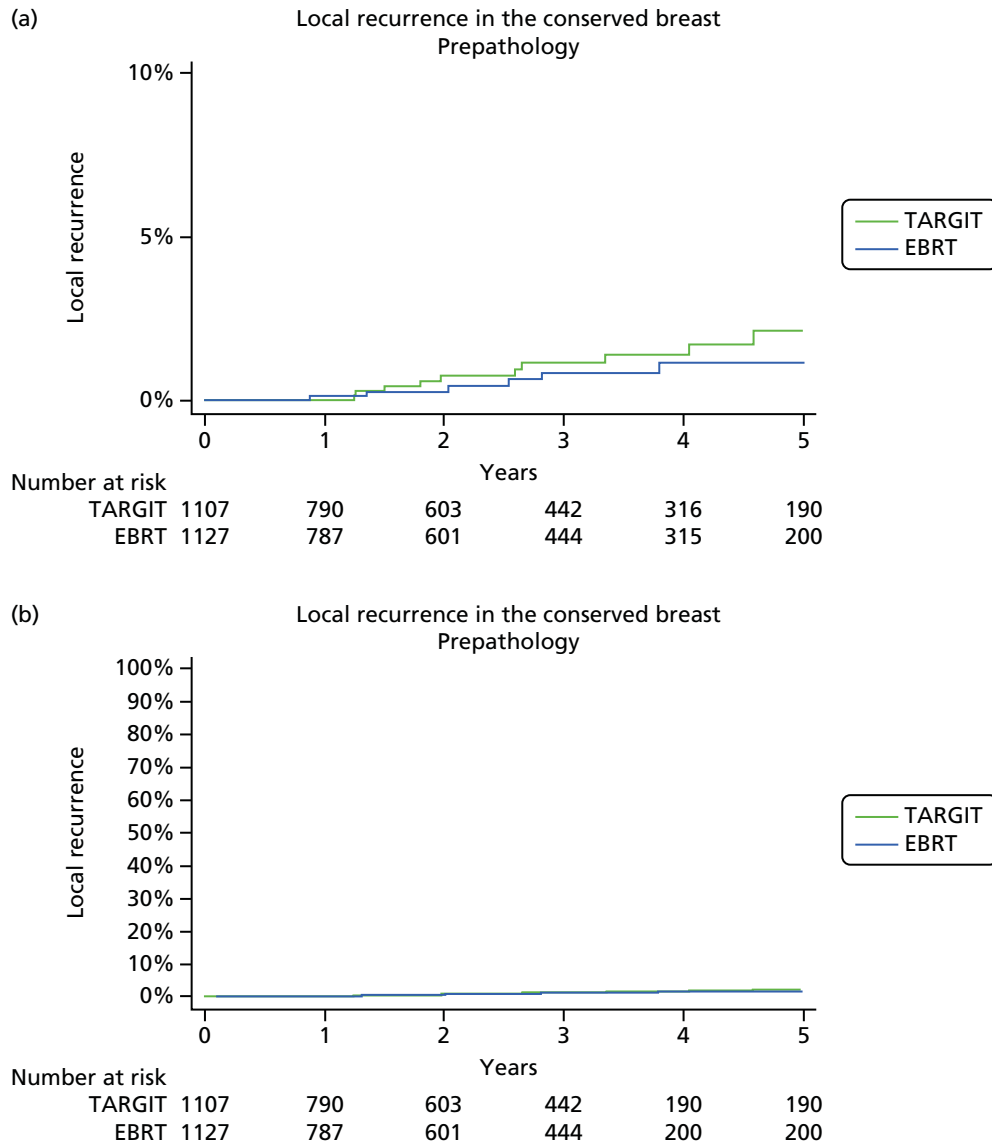 (a)
Local recurrence in the conserved breast
Prepathology
10%
5%
0%
Local recurrence
TARGIT
EBRT
0 1 2 3 4 5
Years
Number at risk
TARGIT 1107 790 603 442 316 190
EBRT 1127 787 601 444 315 200
(b)
Local recurrence in the conserved breast
Prepathology
100%
90%
80%
70%
60%
50%
40%
30%
20%
10%
0%
Local recurrence
TARGIT
EBRT
0 1 2 3 4 5
Years
Number at risk
TARGIT 1107 790 603 442 190 190
EBRT 1127 787 601 444 200 200